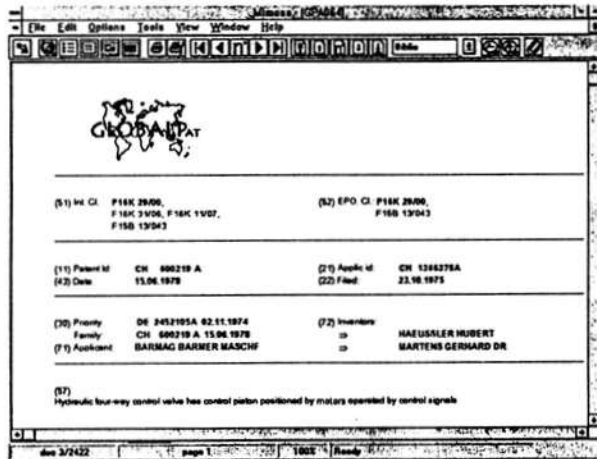 Mimosa - [GPA064]
File Edit Options Tools View Window Help
Biblio
GLOBALPAT
(51) Int. Cl. F16K 29/00, (52) EPO. Cl. F16K 29/00,
F16K 31/06, F16K 11/07, F15B 13/043
F15B 13/043
(11) Patent Id CH 600219 A (21) Applic id CH 1366376A
(43) Date 15.06.1978 (22) Filed: 23.10.1975
(30) Priority DE 2452105A 02.11.1974 (72) Inventors
Family CH 600219 A 15.06.1978 ⇒ HAEUSSLER HUBERT
(71) Applicant BARMAG BARMER MASCHF ⇒ MARTENS GERHARD DR
(57)
Hydraulic four-way control valve has control piston positioned by motors operated by control signals
doc 3/2422 page 1 100% Ready